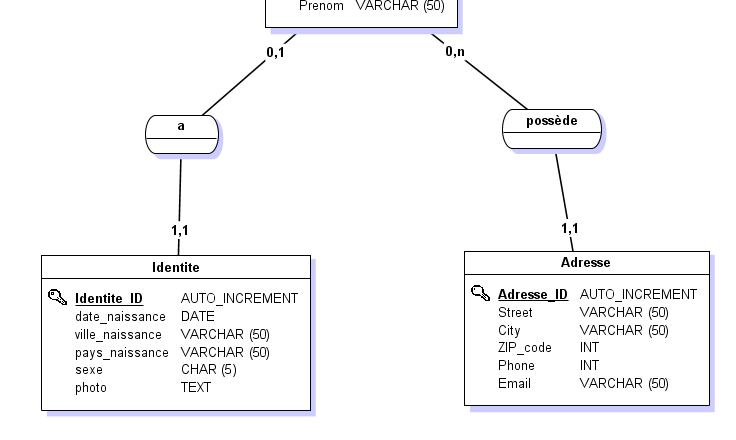 Prenom VARCHAR (50)
0,1
0,n
a
possède
1,1
1,1
Identite
Identite_ID AUTO_INCREMENT
date_naissance DATE
ville_naissance VARCHAR (50)
pays_naissance VARCHAR (50)
sexe CHAR (5)
photo TEXT
Adresse
Adresse_ID AUTO_INCREMENT
Street VARCHAR (50)
City VARCHAR (50)
ZIP_code INT
Phone INT
Email VARCHAR (50)